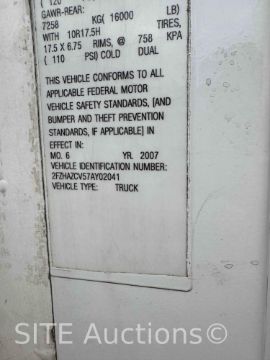 ( 120
GAWR-REAR:
7258 KG( 16000 LB)
WITH 10R17.5H TIRES,
17.5 X 6.75 RIMS, @ 758 KPA
( 110 PSI) COLD DUAL
THIS VEHICLE CONFORMS TO ALL
APPLICABLE FEDERAL MOTOR
VEHICLE SAFETY STANDARDS, [AND
BUMPER AND THEFT PREVENTION
STANDARDS, IF APPLICABLE] IN
EFFECT IN:
MO. 6 YR. 2007
VEHICLE IDENTIFICATION NUMBER:
2FZHAZCV57AY02041
VEHICLE TYPE: TRUCK
SITE Auctions.com